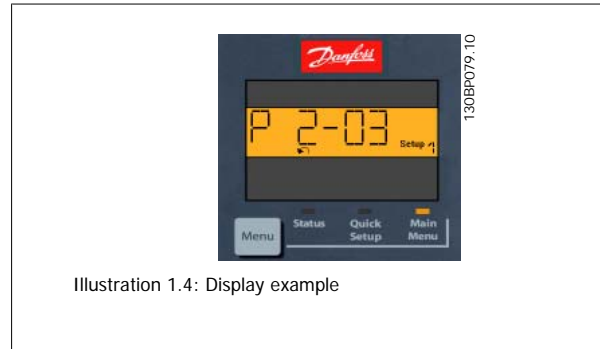 Danfoss
130BP079.10
P 2-03
Setup 1
Menu
Status
Quick Setup
Main Menu
Illustration 1.4: Display example